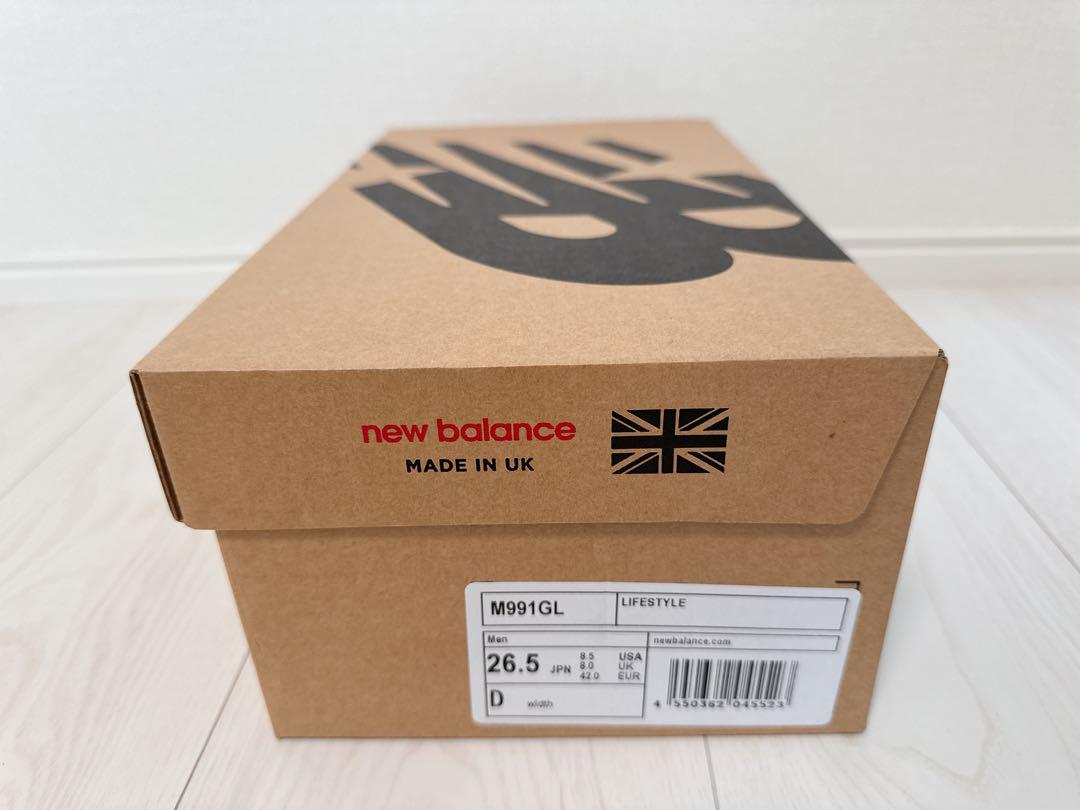 new balance
MADE IN UK
M991GL
LIFESTYLE
Men
newbalance.com
26.5 JPN
8.5 USA
8.0 UK
42.0 EUR
D width
4 550362 045523